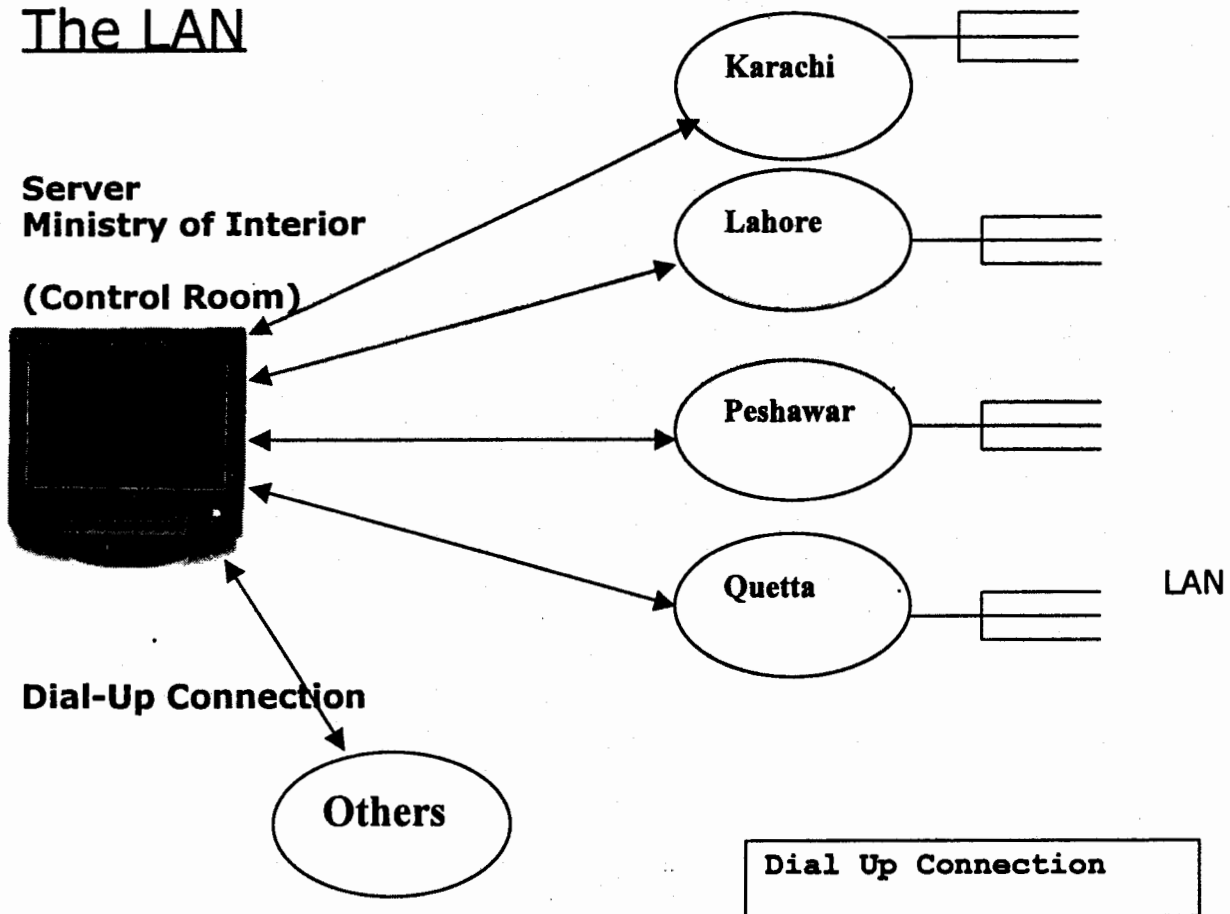 The LAN
Karachi
Server
Ministry of Interior
Lahore
(Control Room)
Peshawar
Quetta
LAN
Dial-Up Connection
Others
Dial Up Connection